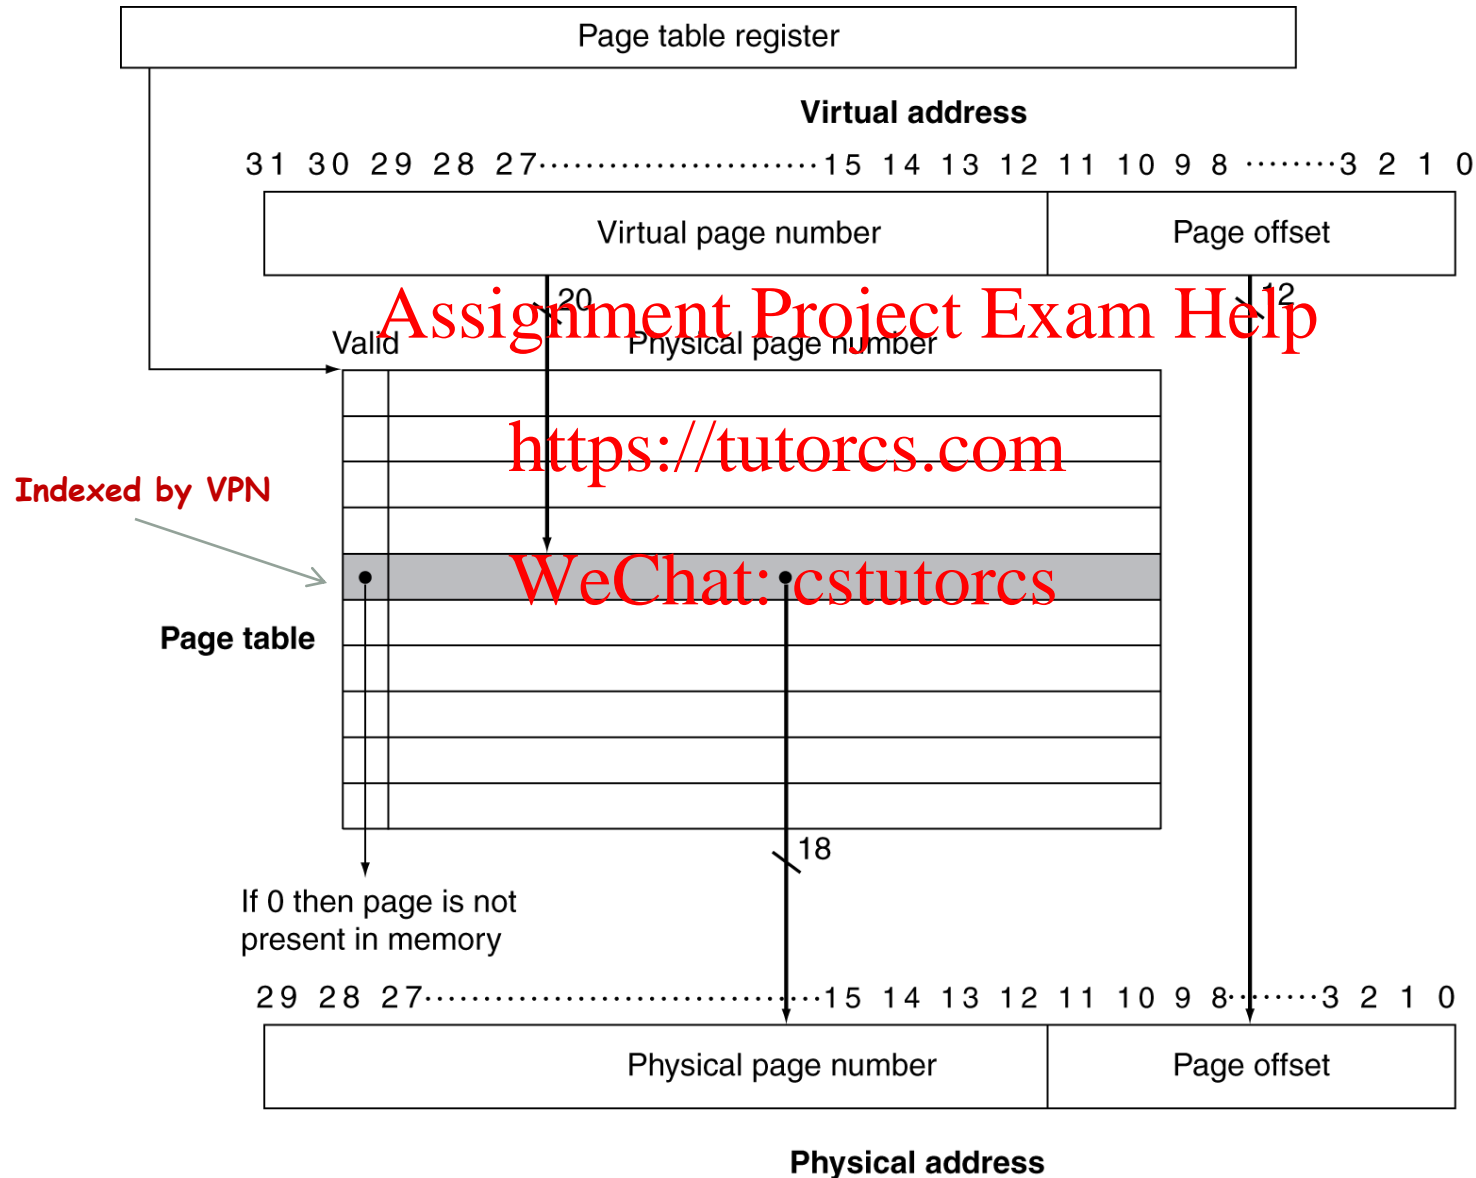 Page table register
Virtual address
31 30 29 28 27······················15 14 13 12 11 10 9 8 ········3 2 1 0
Virtual page number Page offset
20 12
Assignment Project Exam Help
Valid Physical page number
https://tutorcs.com
Indexed by VPN
WeChat: cstutorcs
Page table
18
If 0 then page is not
present in memory
29 28 27·································15 14 13 12 11 10 9 8········3 2 1 0
Physical page number Page offset
Physical address